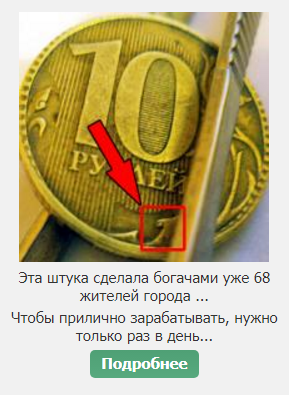 10
РУБЛЕЙ
Эта штука сделала богачами уже 68
жителей города ...
Чтобы прилично зарабатывать, нужно
только раз в день...
Подробнее